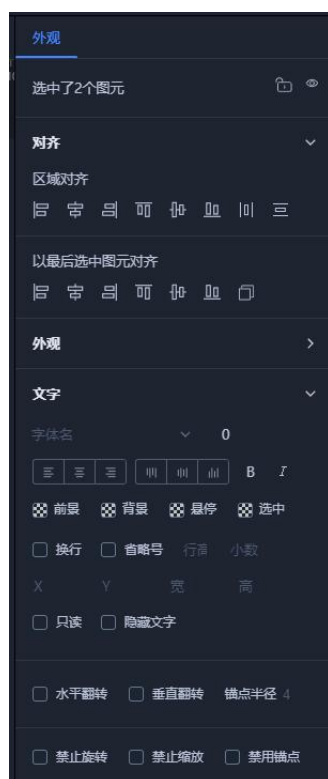 外观
选中了2个图元
对齐
区域对齐
以最后选中图元对齐
外观
文字
字体名 0
B I
前景 背景 悬停 选中
换行 省略号 行高 小数
X Y 宽 高
只读 隐藏文字
水平翻转 垂直翻转 锚点半径 4
禁止旋转 禁止缩放 禁用锚点